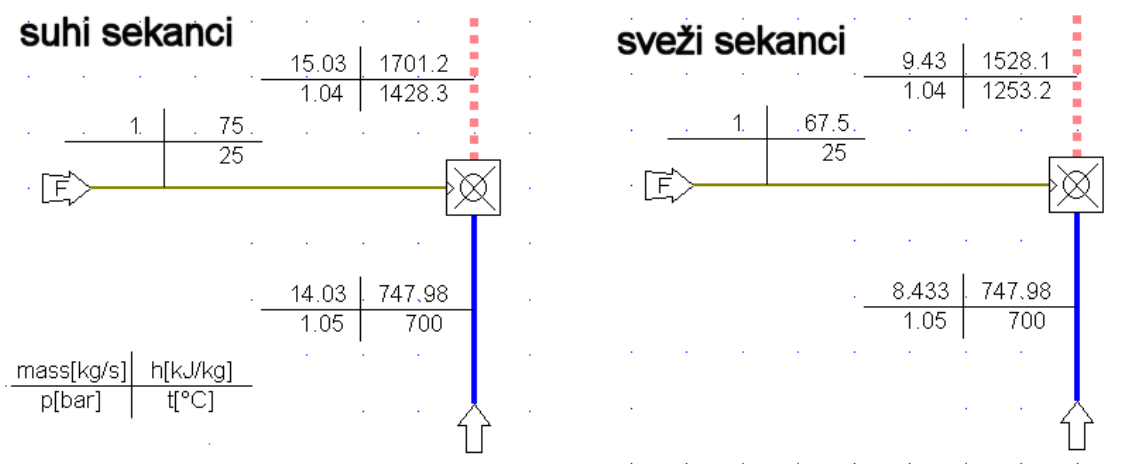 suhi sekanci
15.03 1701.2
1.04 1428.3
1 75
25
F
14.03 747.98
1.05 700
mass[kg/s] h[kJ/kg]
p[bar] t[°C]
sveži sekanci
9.43 1528.1
1.04 1253.2
1 67.5
25
F
8.433 747.98
1.05 700